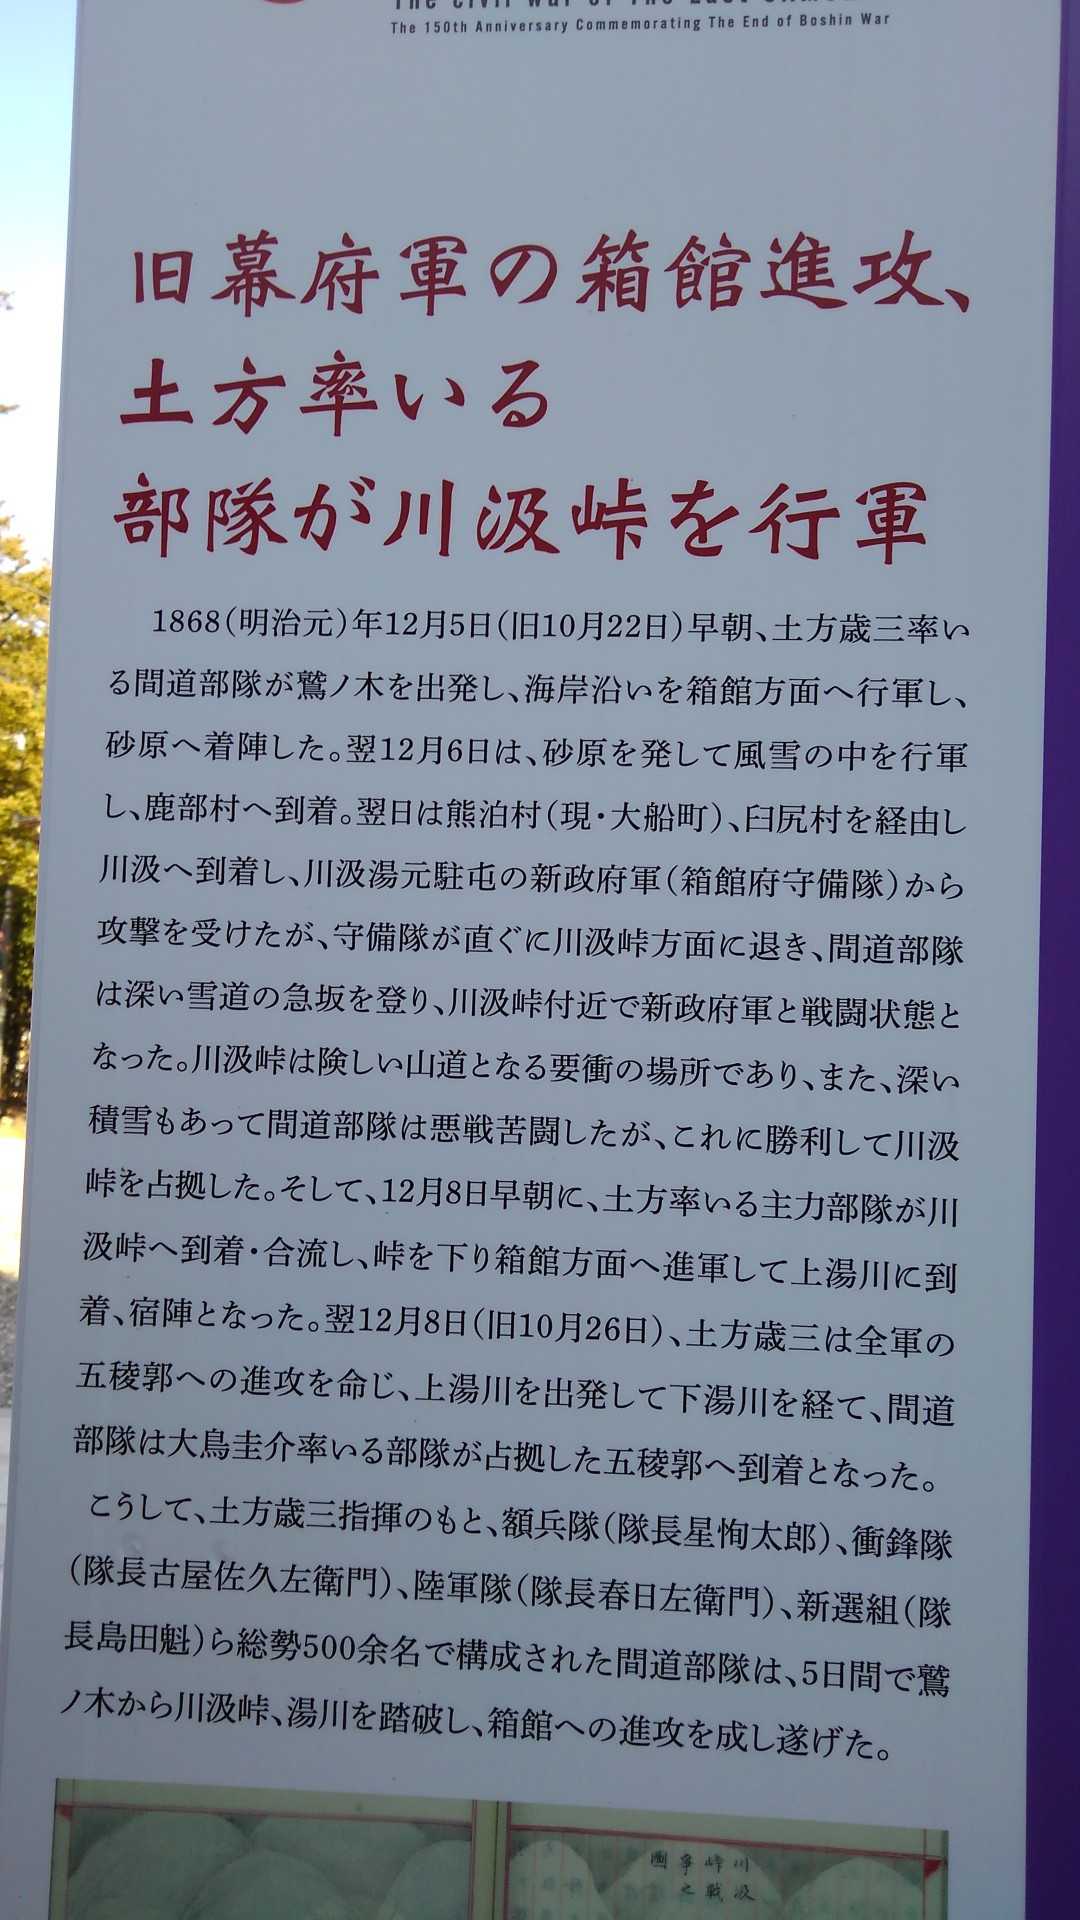 The 150th Anniversary Commemorating The End of Boshin War
旧幕府軍の箱館進攻、
土方率いる
部隊が川汲峠を行軍
1868(明治元)年12月5日(旧10月22日)早朝、土方歳三率い
る間道部隊が鷲ノ木を出発し、海岸沿いを箱館方面へ行軍し、
砂原へ着陣した。翌12月6日は、砂原を発して風雪の中を行軍
し、鹿部村へ到着。翌日は熊泊村(現・大船町)、臼尻村を経由し
川汲へ到着し、川汲湯元駐屯の新政府軍(箱館府守備隊)から
攻撃を受けたが、守備隊が直ぐに川汲峠方面に退き、間道部隊
は深い雪道の急坂を登り、川汲峠付近で新政府軍と戦闘状態と
なった。川汲峠は険しい山道となる要衝の場所であり、また、深い
積雪もあって間道部隊は悪戦苦闘したが、これに勝利して川汲
峠を占拠した。そして、12月8日早朝に、土方率いる主力部隊が川
汲峠へ到着・合流し、峠を下り箱館方面へ進軍して上湯川に到
着、宿陣となった。翌12月8日(旧10月26日)、土方歳三は全軍の
五稜郭への進攻を命じ、上湯川を出発して下湯川を経て、間道
部隊は大鳥圭介率いる部隊が占拠した五稜郭へ到着となった。
こうして、土方歳三指揮のもと、額兵隊(隊長星恂太郎)、衝鋒隊
(隊長古屋佐久左衛門)、陸軍隊(隊長春日左衛門)、新選組(隊
長島田魁)ら総勢500余名で構成された間道部隊は、5日間で鷲
ノ木から川汲峠、湯川を踏破し、箱館への進攻を成し遂げた。
川汲
峠戦
争之
圖